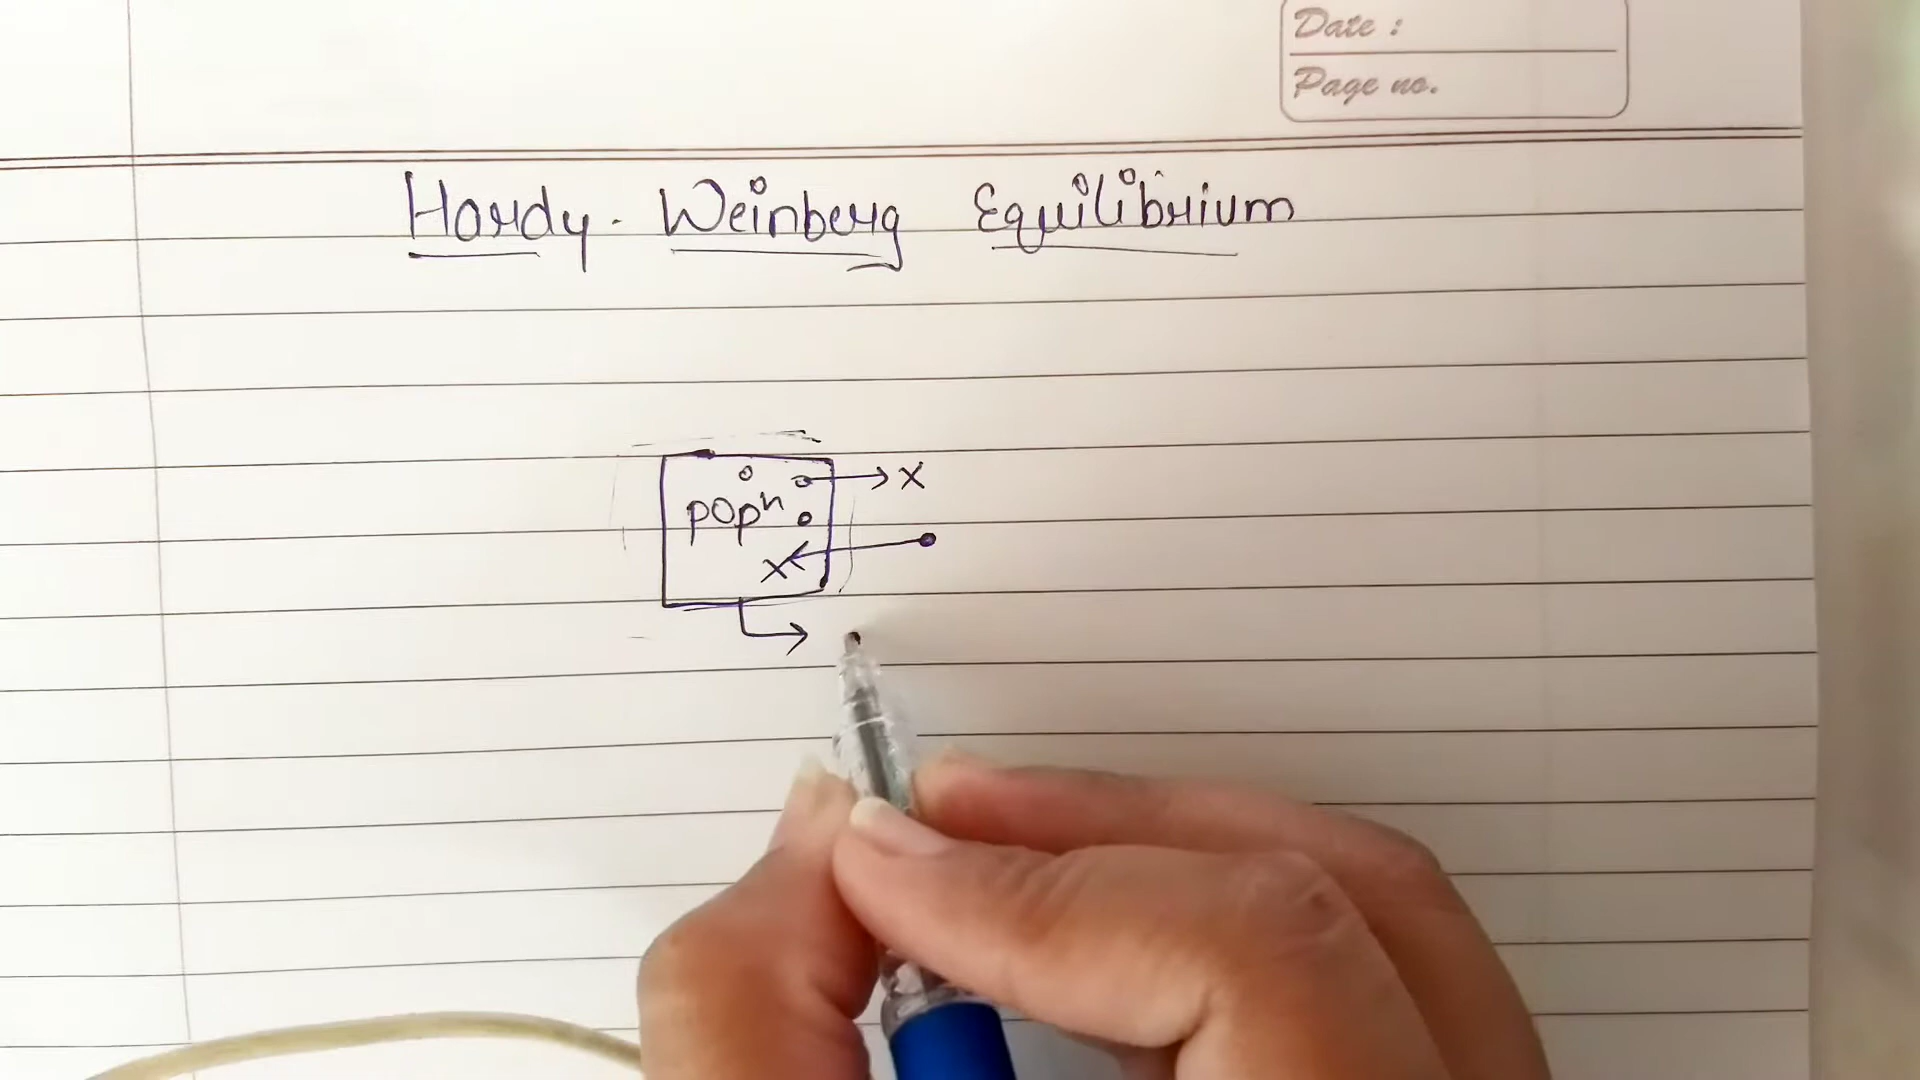 Date :
Page no.
Hardy - Weinberg Equilibrium
popn
x
x